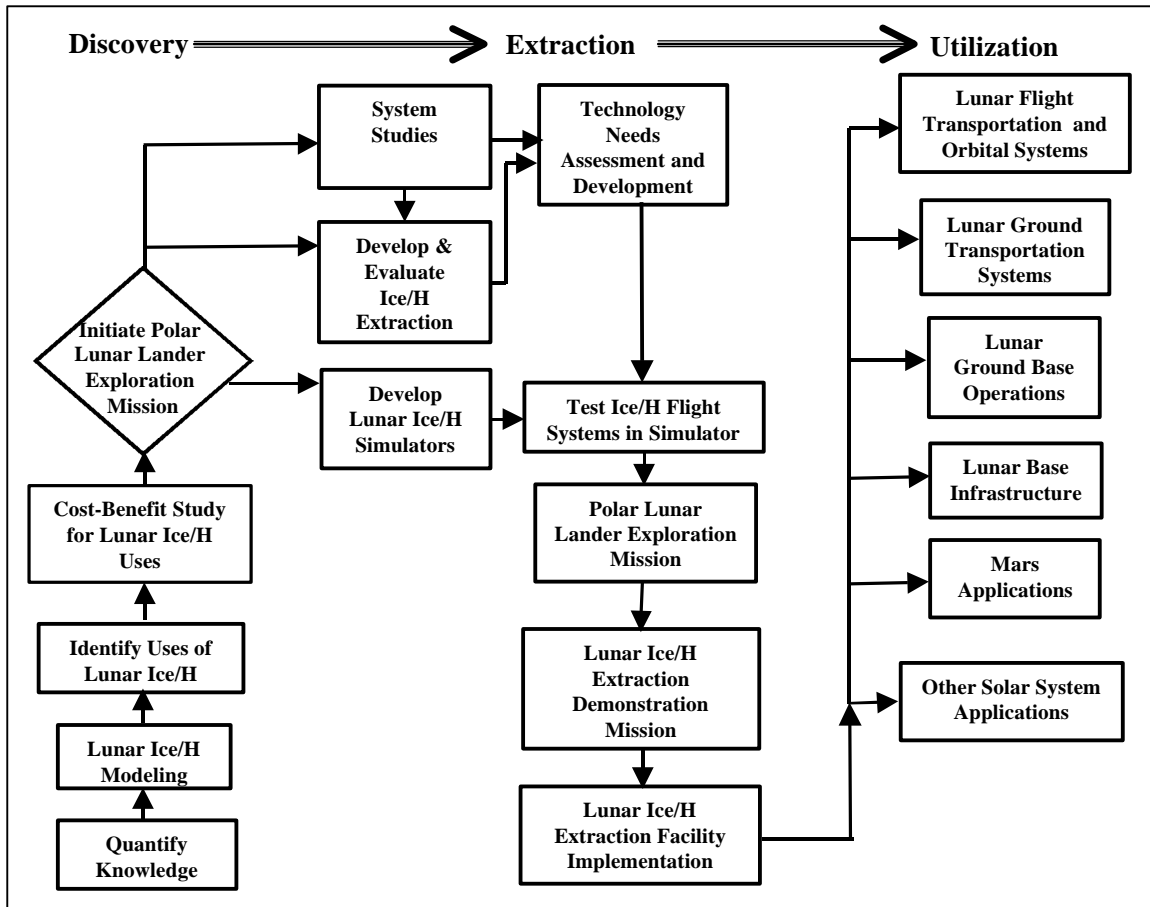 Discovery
Extraction
Utilization
System
Studies
Develop &
Evaluate
Ice/H
Extraction
Initiate Polar
Lunar Lander
Exploration
Mission
Develop
Lunar Ice/H
Simulators
Cost-Benefit Study
for Lunar Ice/H
Uses
Identify Uses of
Lunar Ice/H
Lunar Ice/H
Modeling
Quantify
Knowledge
Technology
Needs
Assessment and
Development
Test Ice/H Flight
Systems in Simulator
Polar Lunar
Lander Exploration
Mission
Lunar Ice/H
Extraction
Demonstration
Mission
Lunar Ice/H
Extraction Facility
Implementation
Lunar Flight
Transportation and
Orbital Systems
Lunar Ground
Transportation
Systems
Lunar
Ground Base
Operations
Lunar Base
Infrastructure
Mars
Applications
Other Solar System
Applications